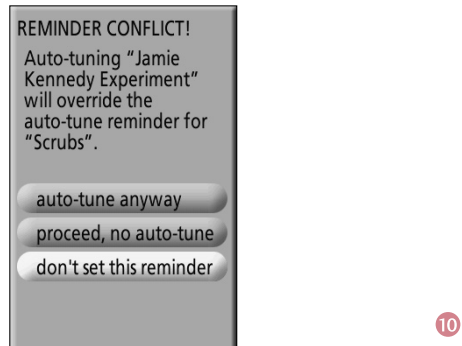 REMINDER CONFLICT!
Auto-tuning “Jamie
Kennedy Experiment”
will override the
auto-tune reminder for
“Scrubs”.
auto-tune anyway
proceed, no auto-tune
don't set this reminder
10